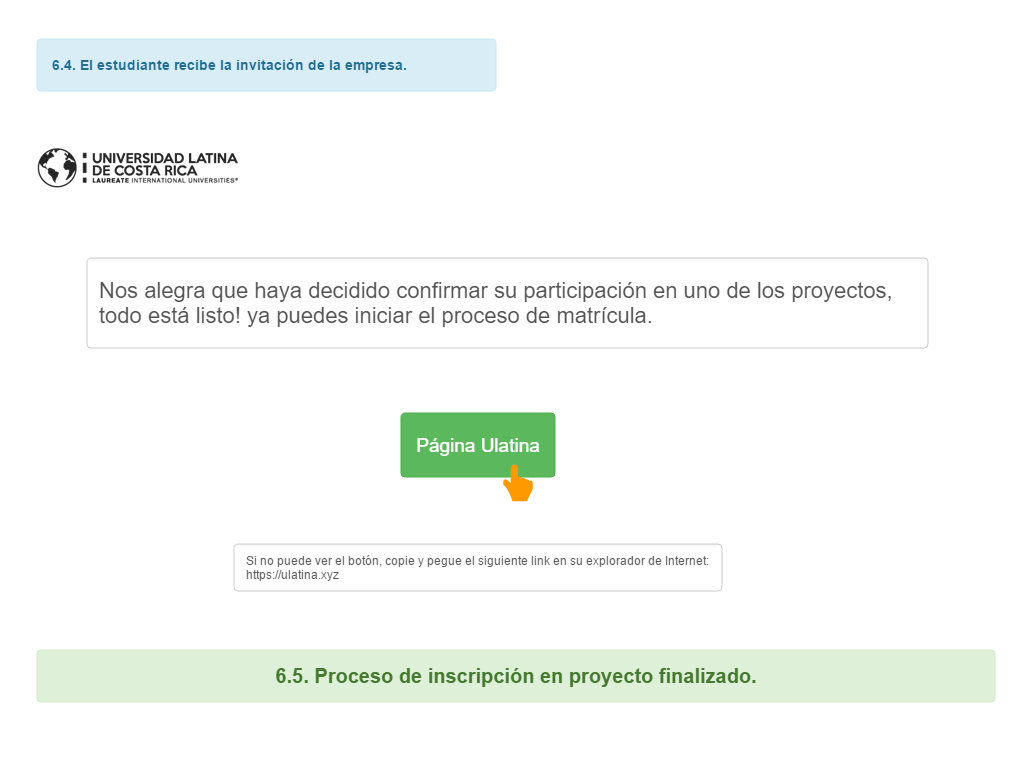 6.4. El estudiante recibe la invitación de la empresa.
UNIVERSIDAD LATINA
DE COSTA RICA
LAUREATE INTERNATIONAL UNIVERSITIES®
Nos alegra que haya decidido confirmar su participación en uno de los proyectos,
todo está listo! ya puedes iniciar el proceso de matrícula.
Página Ulatina
Si no puede ver el botón, copie y pegue el siguiente link en su explorador de Internet:
https://ulatina.xyz
6.5. Proceso de inscripción en proyecto finalizado.